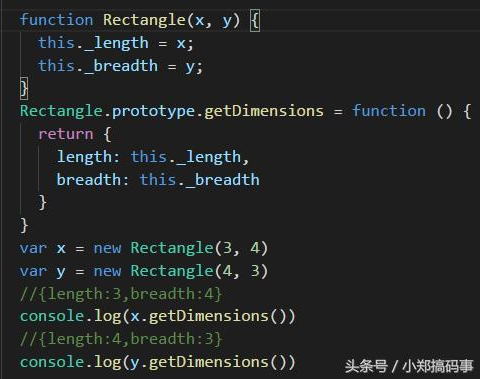 function Rectangle(x, y) {
  this._length = x;
  this._breadth = y;
}
Rectangle.prototype.getDimensions = function () {
  return {
    length: this._length,
    breadth: this._breadth
  }
}
var x = new Rectangle(3, 4)
var y = new Rectangle(4, 3)
//{length:3,breadth:4}
console.log(x.getDimensions())
//{length:4,breadth:3}
console.log(y.getDimensions())
头条号 / 小郑搞码事